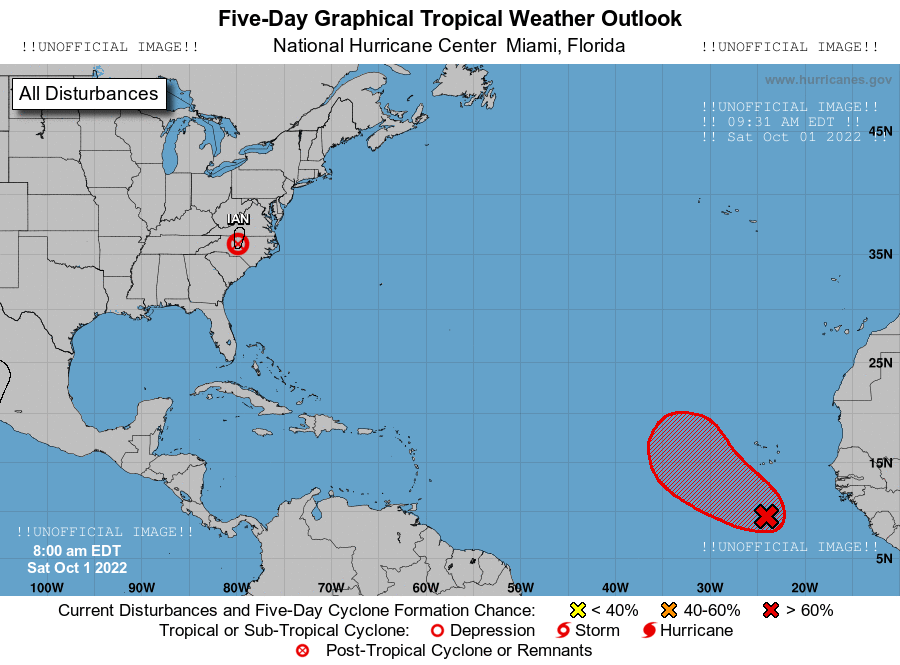 Five-Day Graphical Tropical Weather Outlook
!!UNOFFICIAL IMAGE!! National Hurricane Center  Miami, Florida !!UNOFFICIAL IMAGE!!
www.hurricanes.gov
All Disturbances
!!UNOFFICIAL IMAGE!!
!! 09:31 AM EDT !!
!! Sat Oct 01 2022 !!
45N
IAN
35N
25N
15N
!!UNOFFICIAL IMAGE!!
8:00 am EDT
Sat Oct 1 2022
!!UNOFFICIAL IMAGE!!
5N
100W 90W 80W 70W 60W 50W 40W 30W 20W
Current Disturbances and Five-Day Cyclone Formation Chance: < 40% 40-60% > 60%
Tropical or Sub-Tropical Cyclone: Depression Storm Hurricane
Post-Tropical Cyclone or Remnants